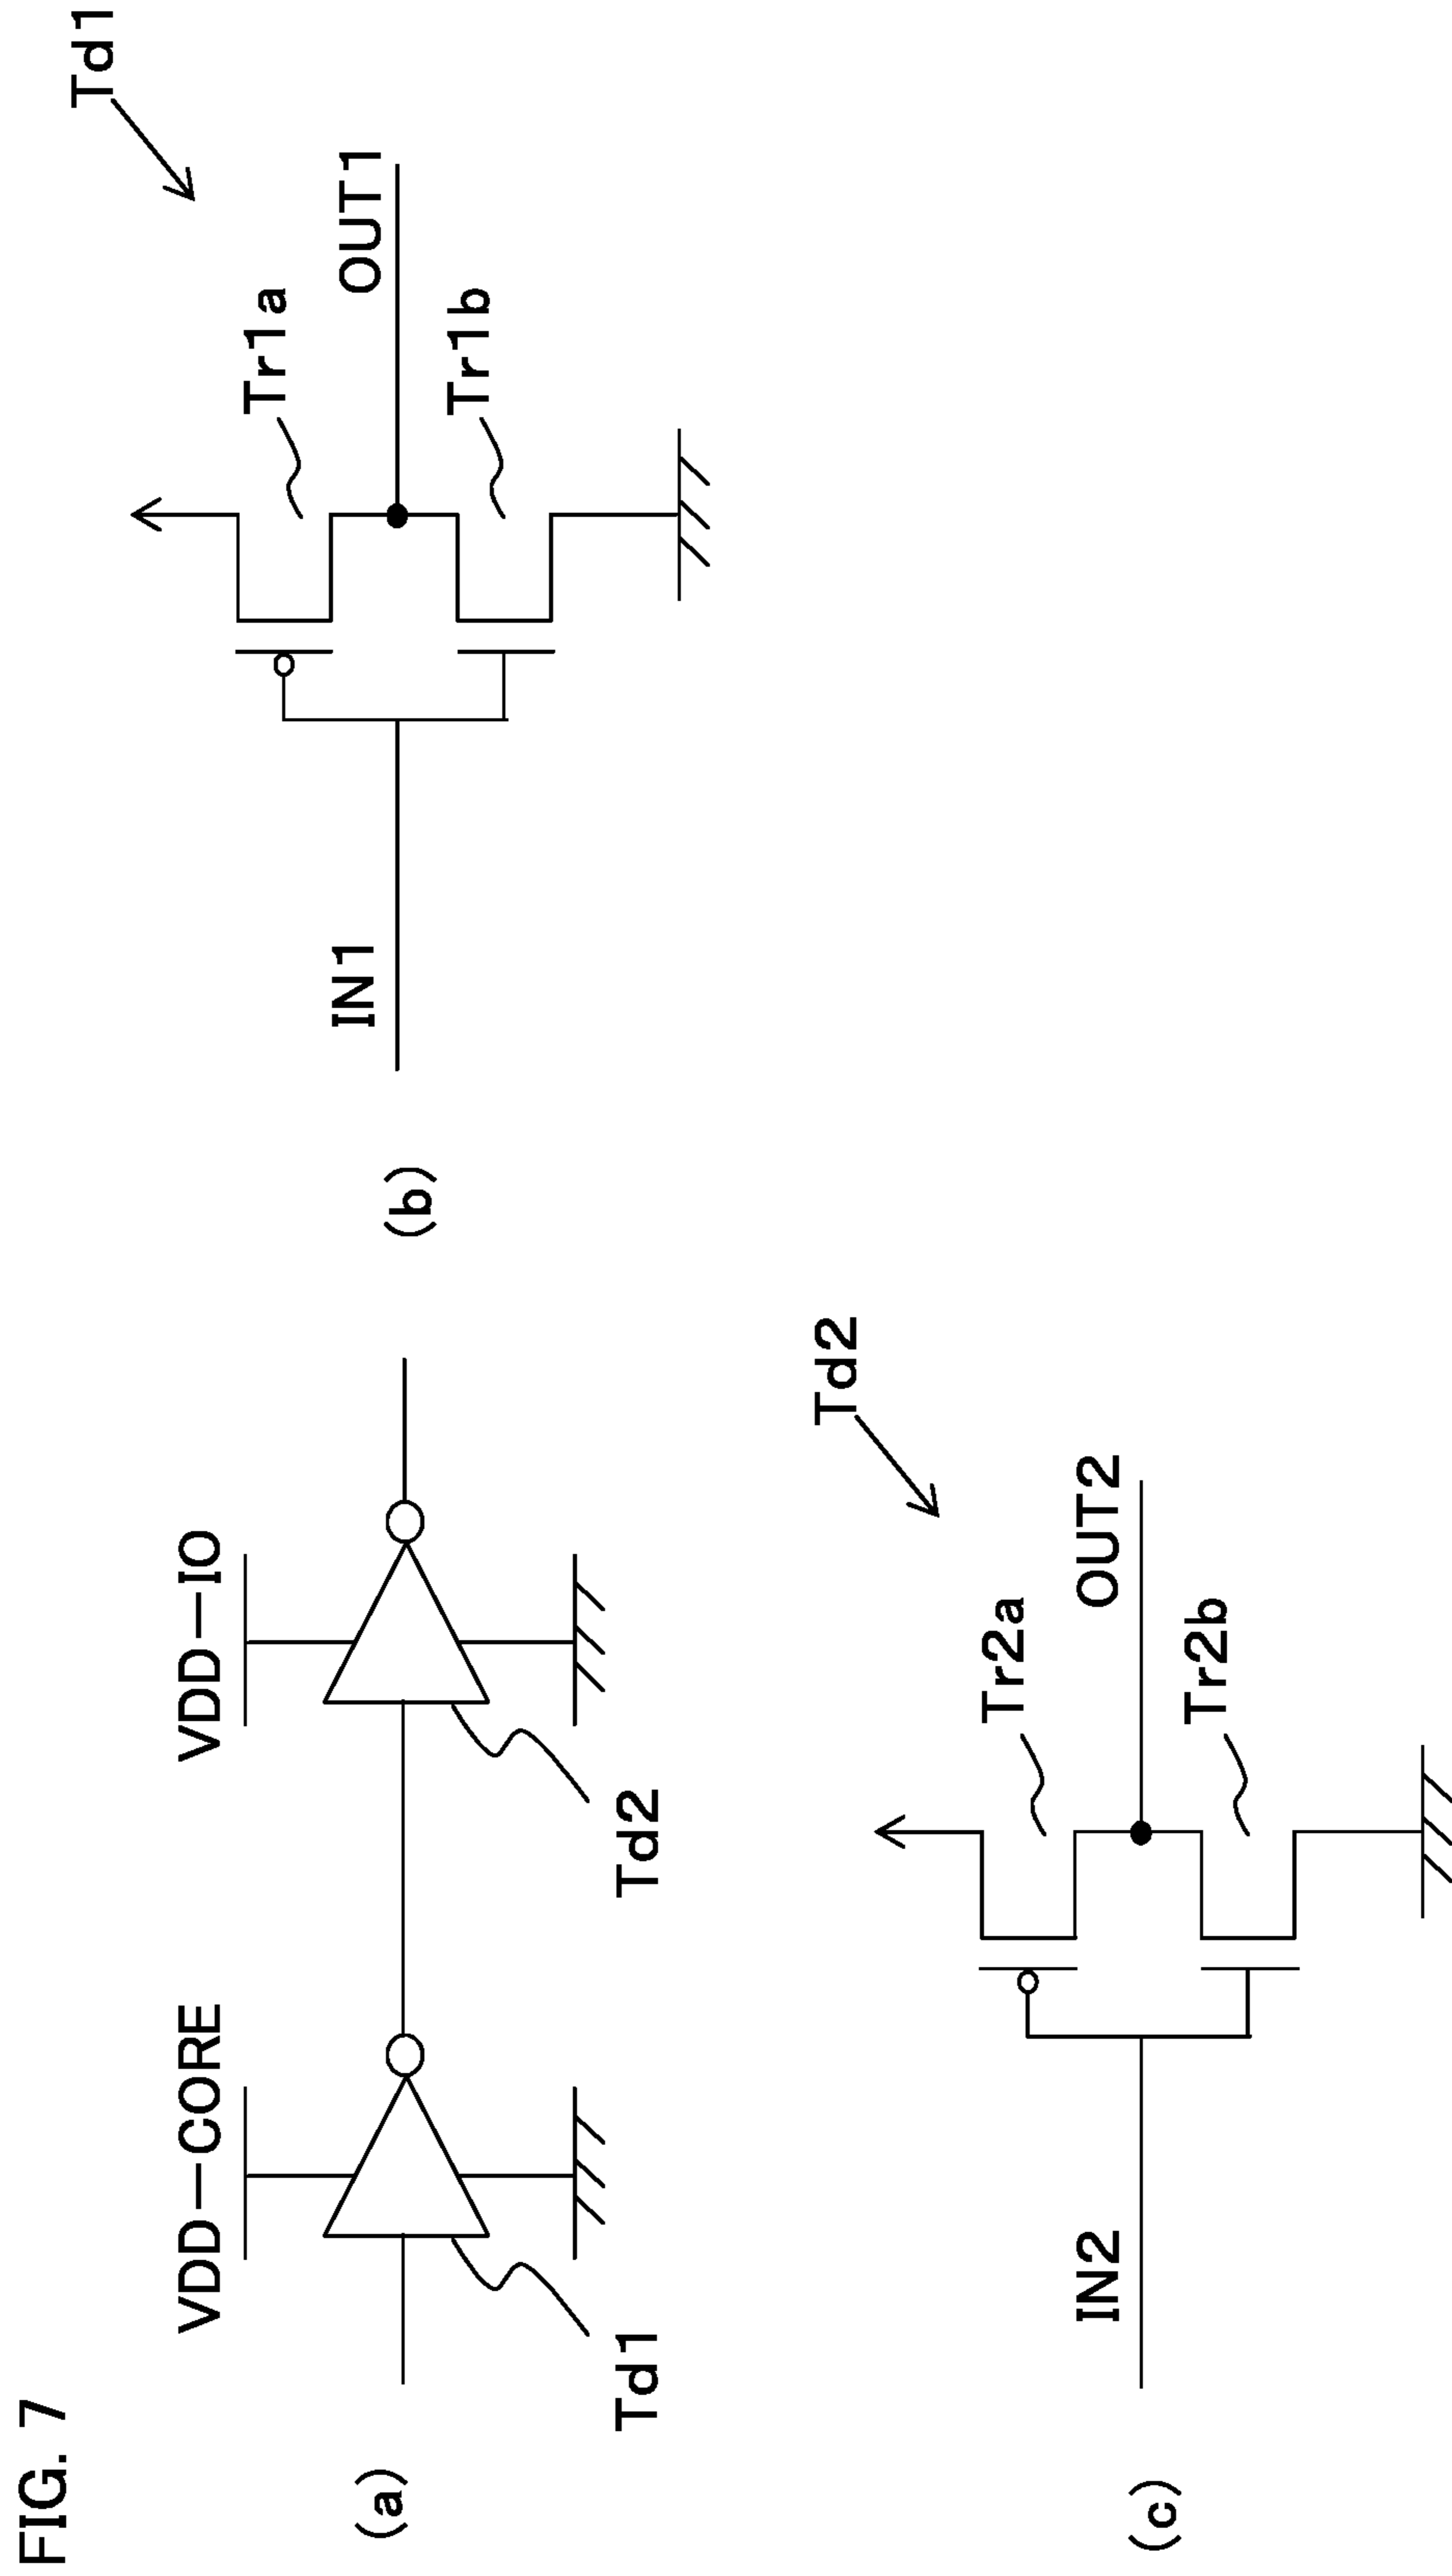 FIG. 7
(a)
VDD-CORE
VDD-IO
Td1
Td2
(b)
Td1
IN1
OUT1
Tr1a
Tr1b
(c)
Td2
IN2
OUT2
Tr2a
Tr2b